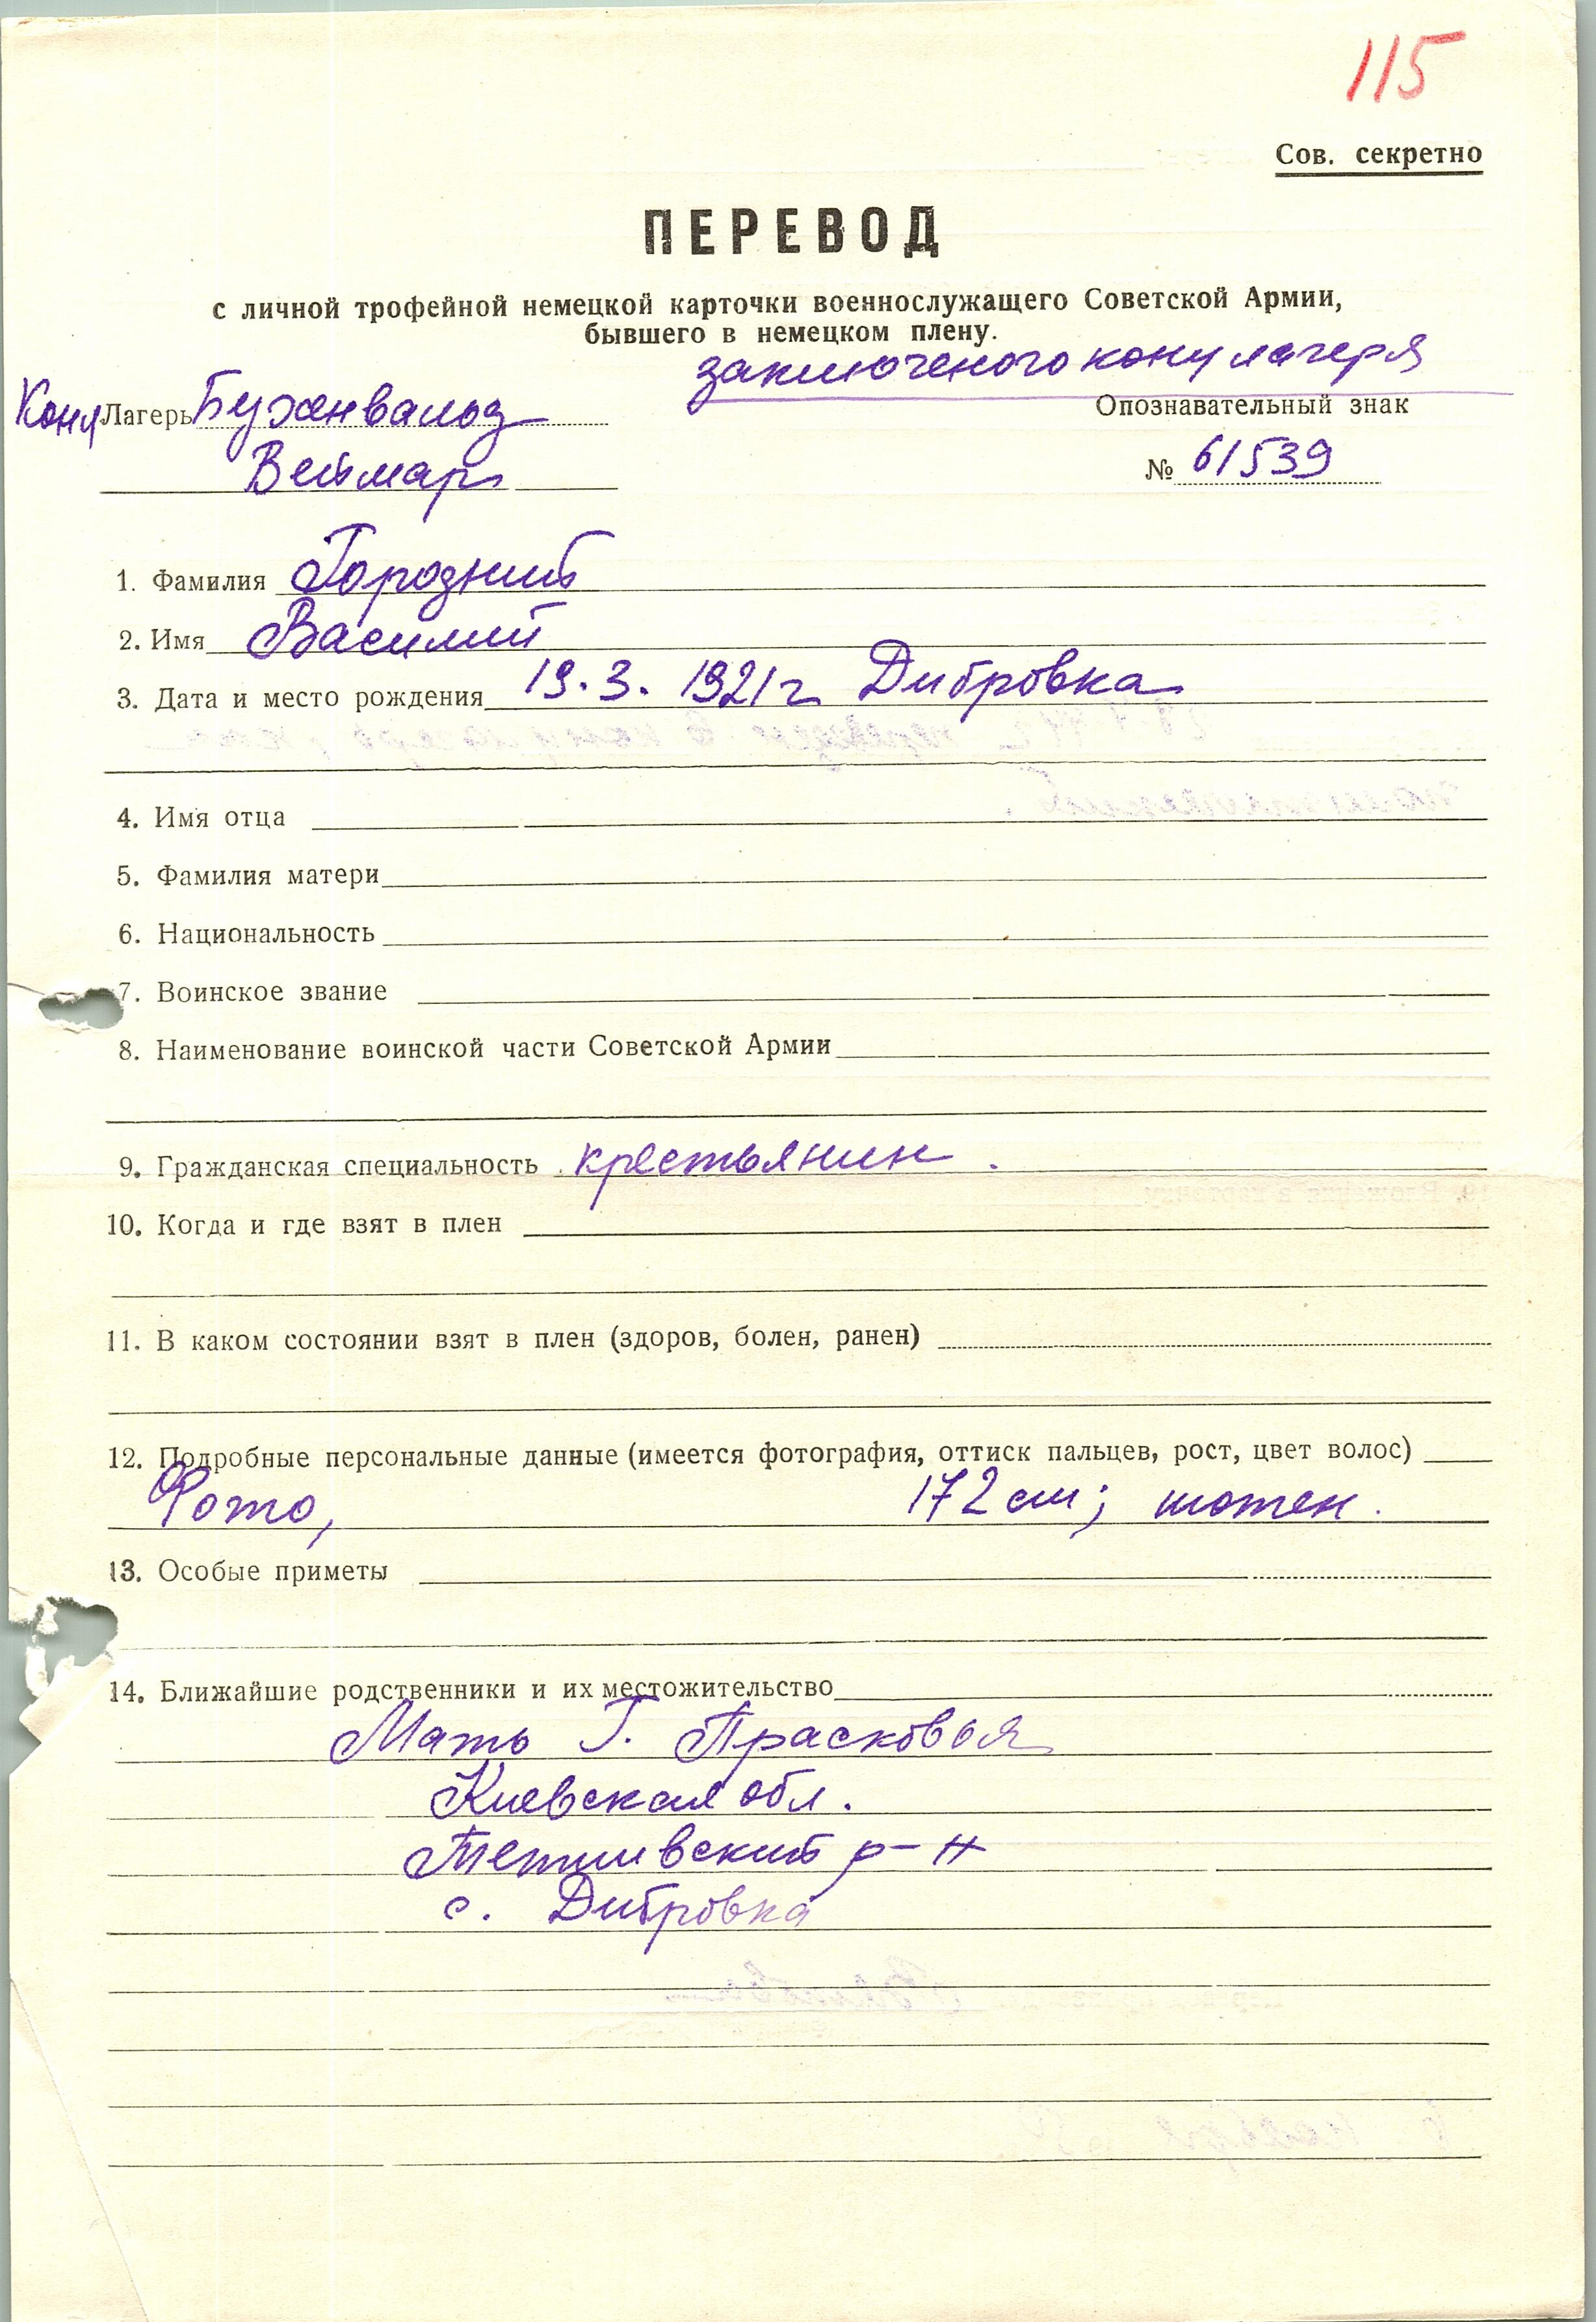 115
Сов. секретно
ПЕРЕВОД
с личной трофейной немецкой карточки военнослужащего Советской Армии,
бывшего в немецком плену.
заключеного концлагеря
Конц Лагерь Бухенвальд
Опознавательный знак
Веймар
№ 61539
1. Фамилия Городний
2. Имя Василий
3. Дата и место рождения 19.3.1921г Дибровка
4. Имя отца
5. Фамилия матери
6. Национальность
7. Воинское звание
8. Наименование воинской части Советской Армии
9. Гражданская специальность крестьянин.
10. Когда и где взят в плен
11. В каком состоянии взят в плен (здоров, болен, ранен)
12. Подробные персональные данные (имеется фотография, оттиск пальцев, рост, цвет волос)
Фото, 172 см;
13. Особые приметы
14. Ближайшие родственники и их местожительство
Мать Г. Прасковья
Киевская обл.
Тетиивский р-н
с. Дибровка